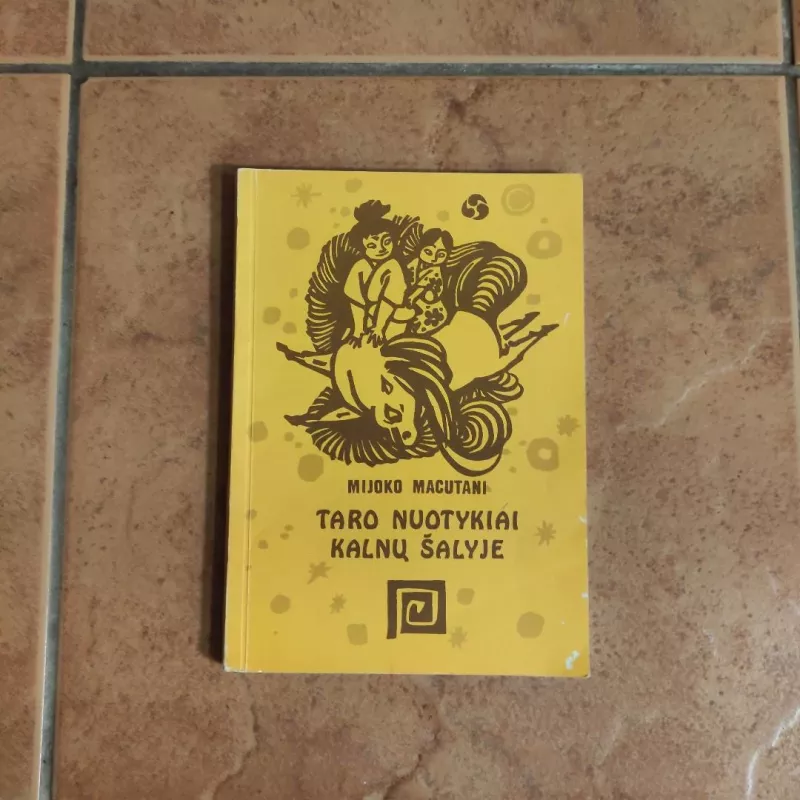 MIJOKO MACUTANI
TARO NUOTYKIAI
KALNŲ ŠALYJE